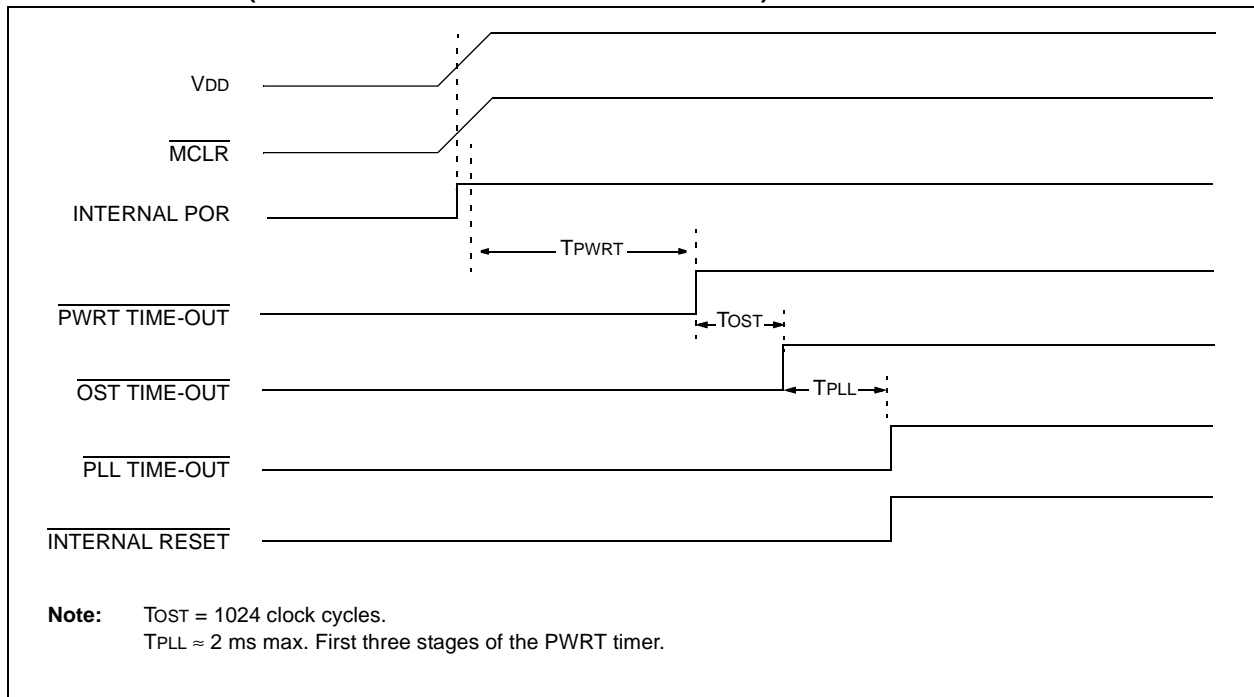 VDD
MCLR
INTERNAL POR
TPWRT
PWRT TIME-OUT
TOST
OST TIME-OUT
TPLL
PLL TIME-OUT
INTERNAL RESET
Note: TOST = 1024 clock cycles.
TPLL ≈ 2 ms max. First three stages of the PWRT timer.